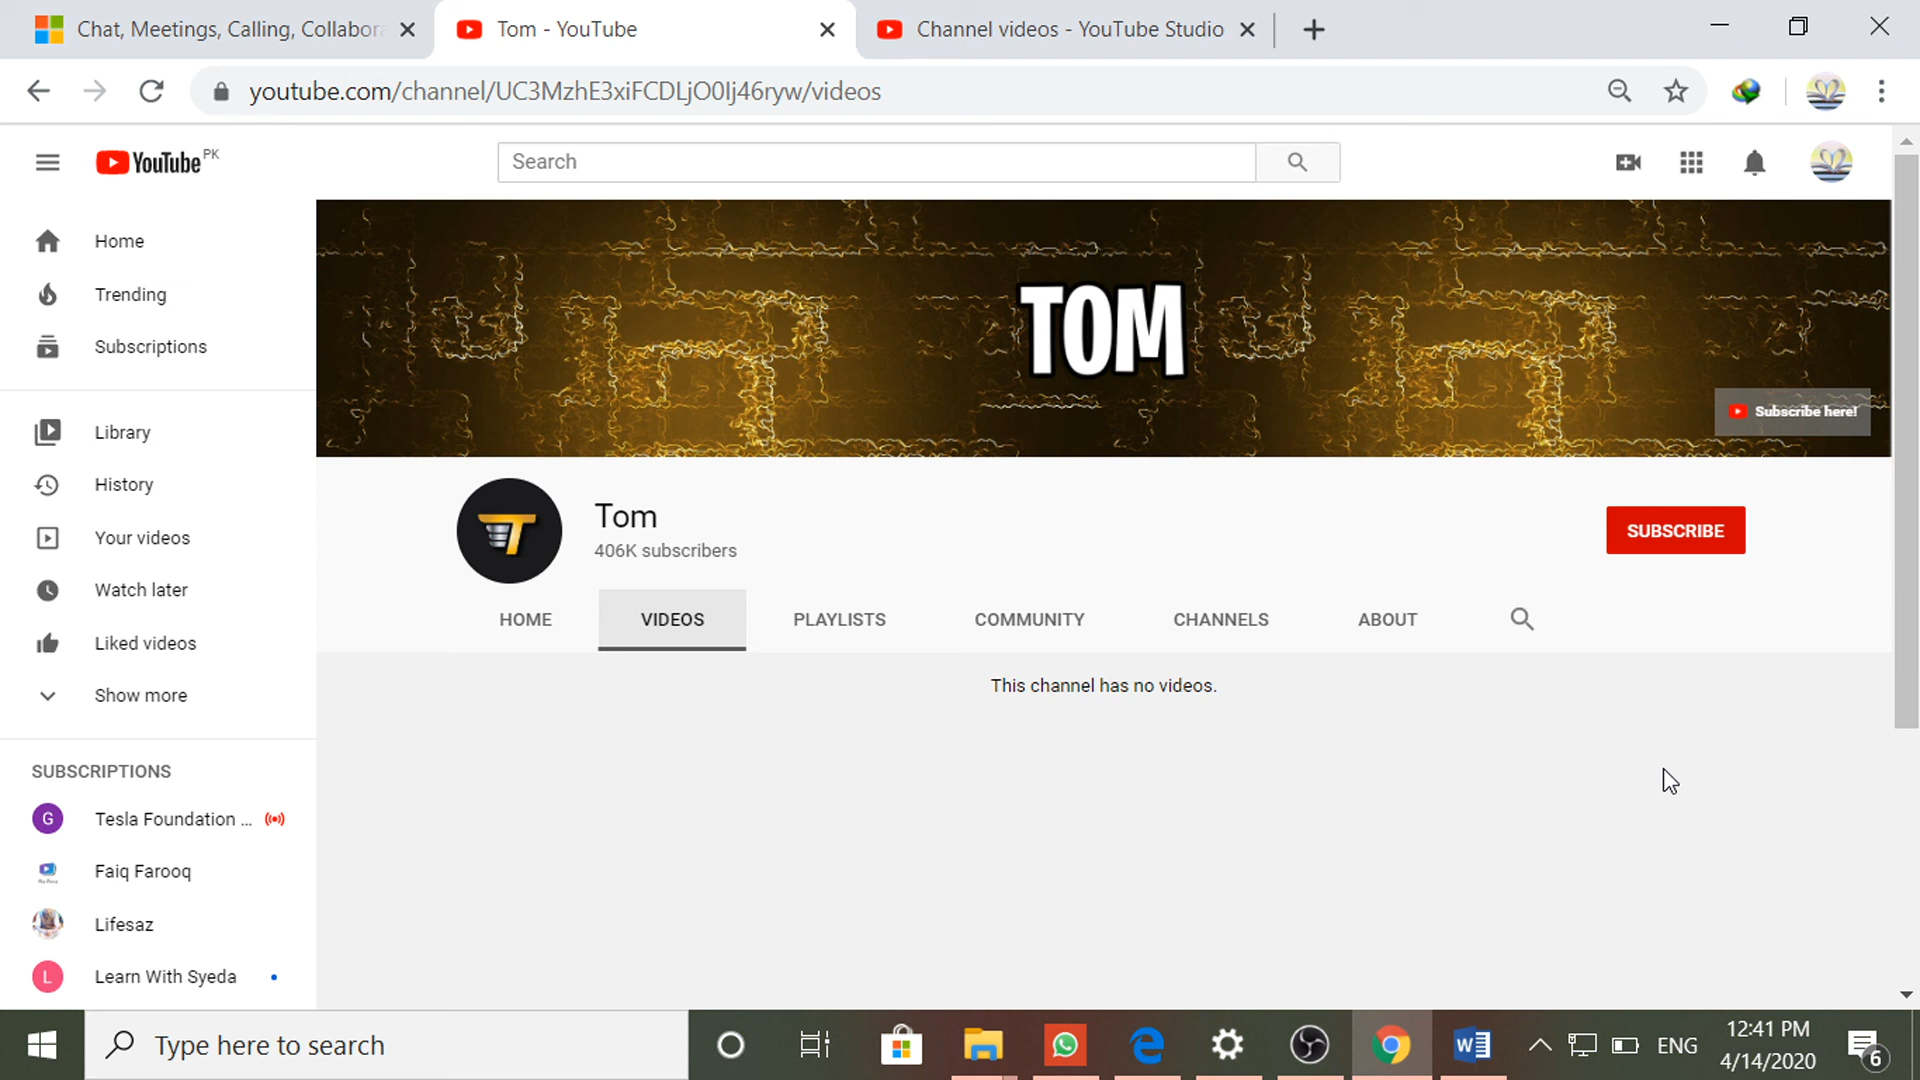 Chat, Meetings, Calling, Collabora
Tom - YouTube
Channel videos - YouTube Studio
youtube.com/channel/UC3MzhE3xiFCDLjO0Ij46ryw/videos
YouTube PK
Search
Home
Trending
Subscriptions
Library
History
Your videos
Watch later
Liked videos
Show more
SUBSCRIPTIONS
G Tesla Foundation ...
Faiq Farooq
Lifesaz
L Learn With Syeda
TOM
Subscribe here!
T
Tom
406K subscribers
SUBSCRIBE
HOME VIDEOS PLAYLISTS COMMUNITY CHANNELS ABOUT
This channel has no videos.
Type here to search
W
ENG
12:41 PM
4/14/2020
6